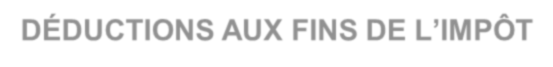 DÉDUCTIONS AUX FINS DE L’IMPÔT